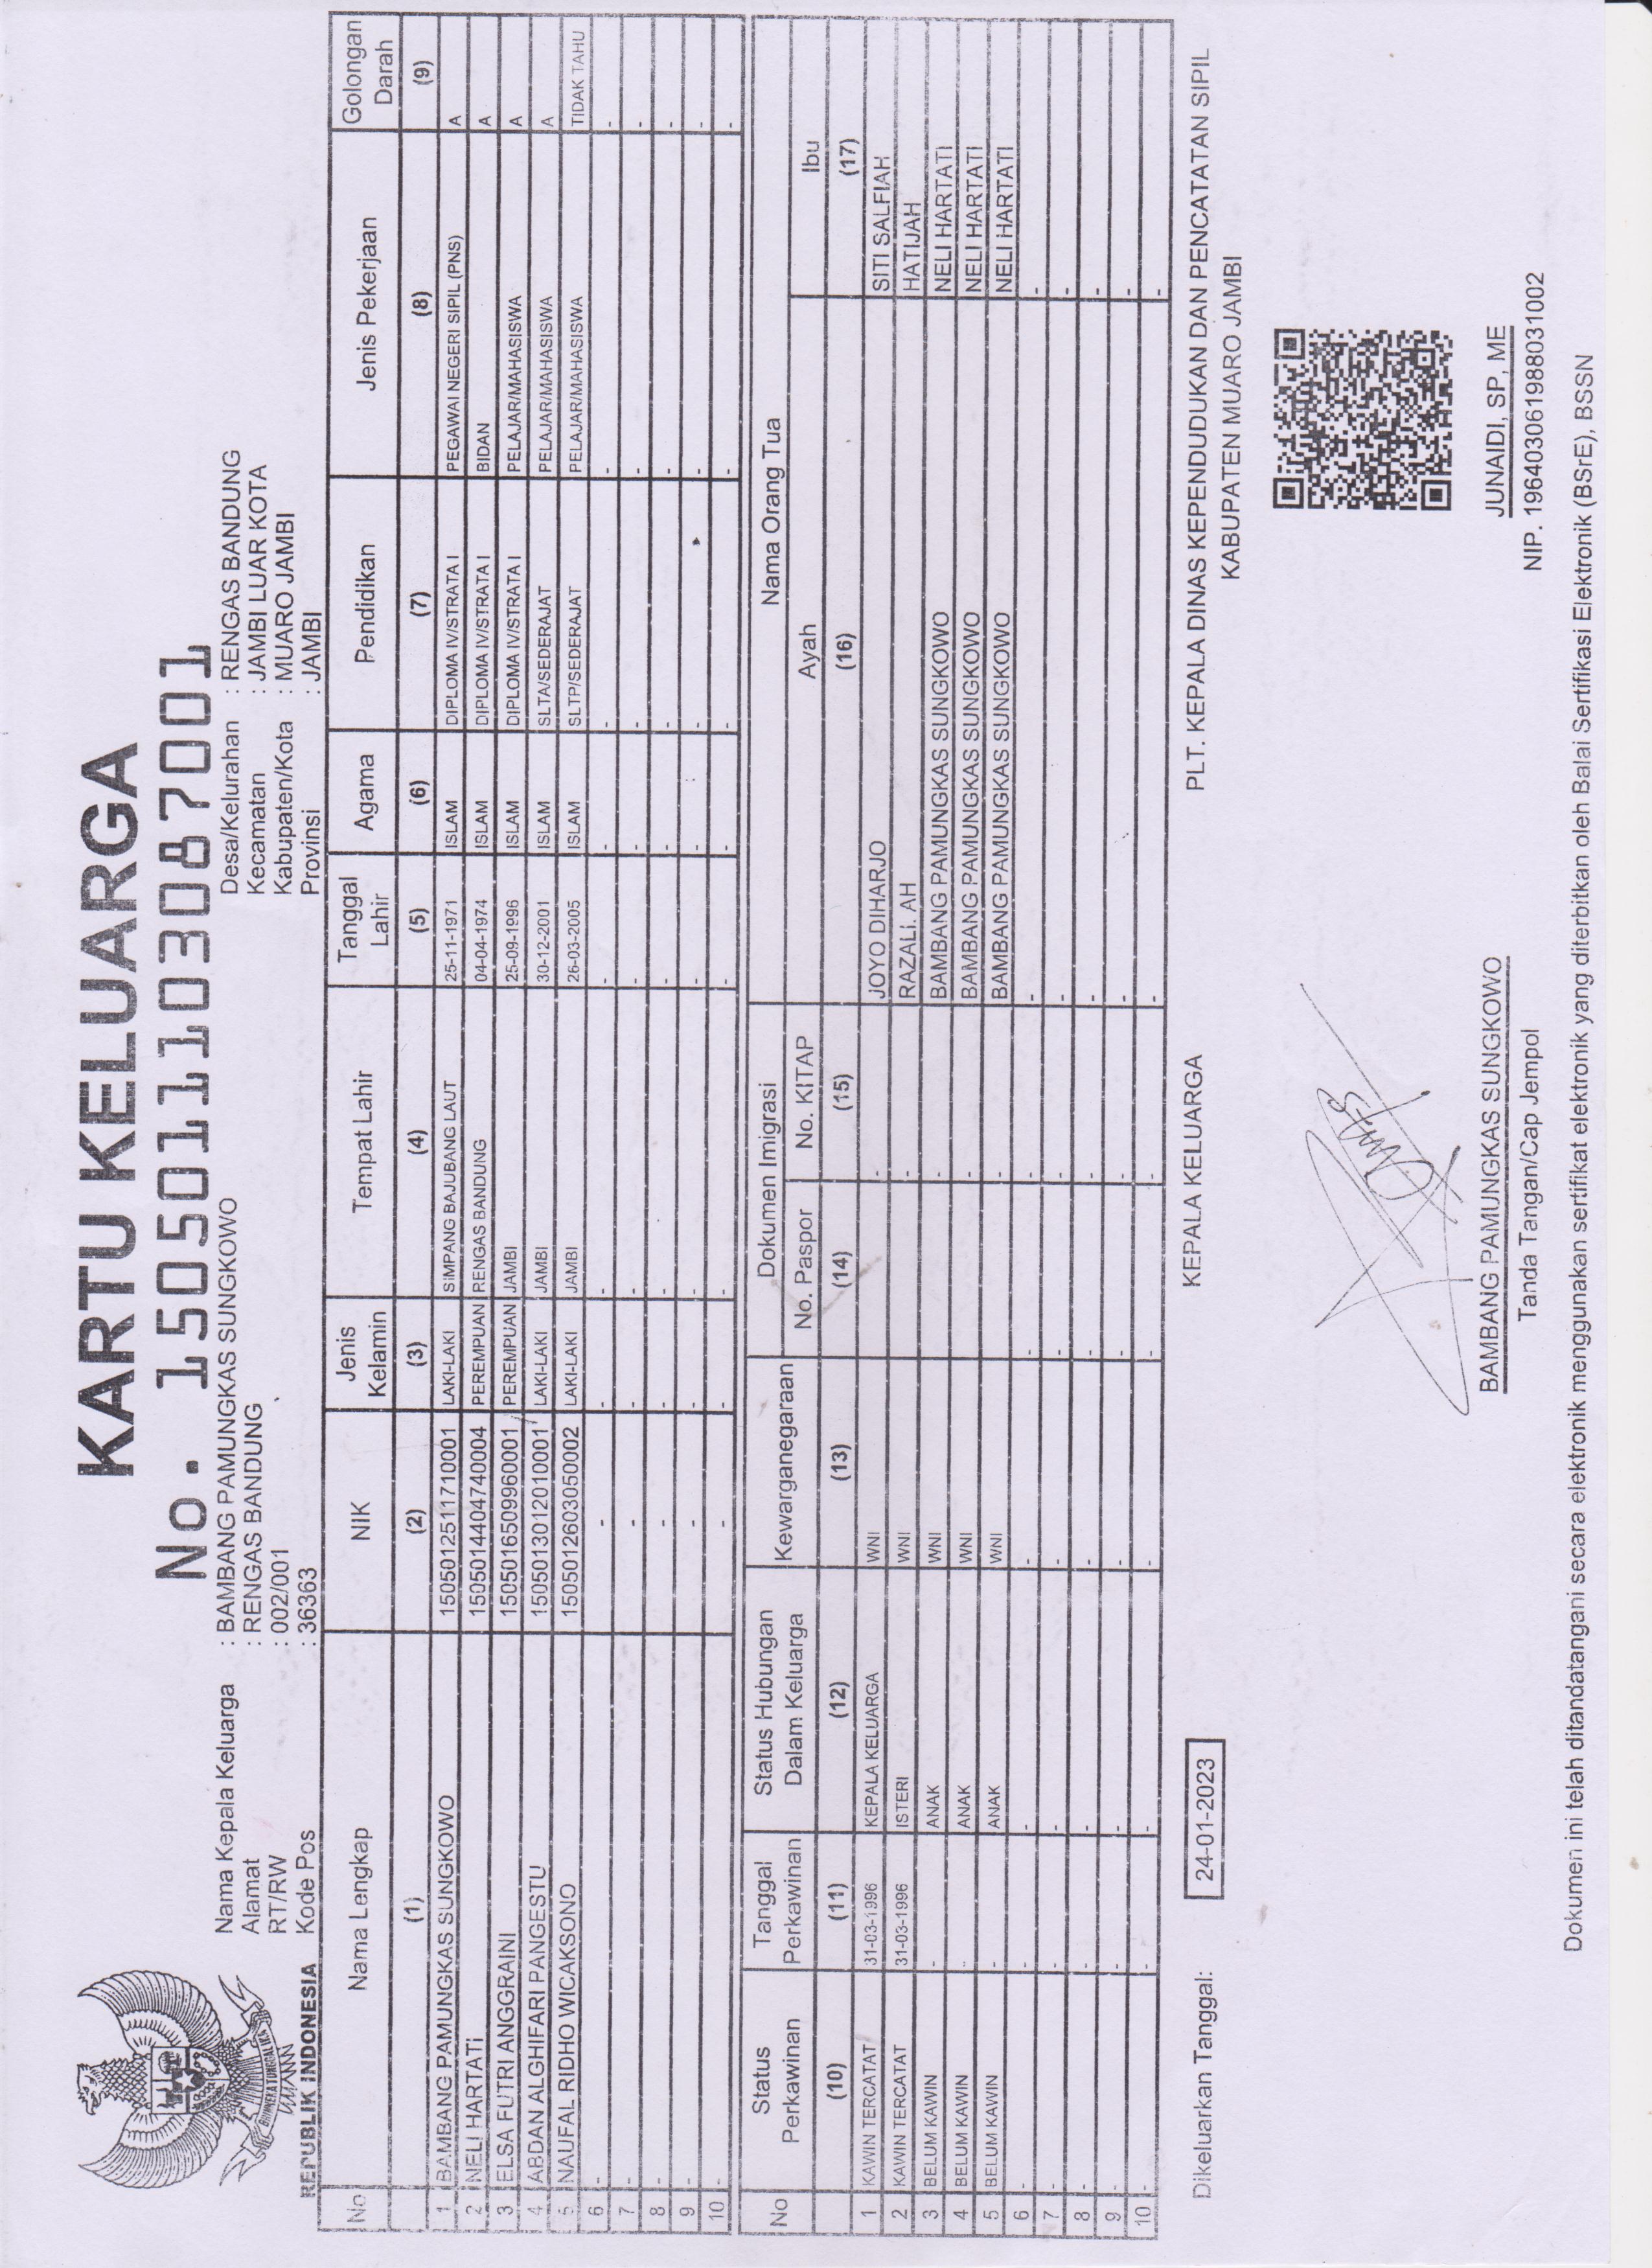 KARTU KELUARGA
No. 1505011103087001
BHINNEKA TUNGGAL IKA
REPUBLIK INDONESIA
Nama Kepala Keluarga : BAMBANG PAMUNGKAS SUNGKOWO
Alamat : RENGAS BANDUNG
RT/RW : 002/001
Kode Pos : 36363
Desa/Kelurahan : RENGAS BANDUNG
Kecamatan : JAMBI LUAR KOTA
Kabupaten/Kota : MUARO JAMBI
Provinsi : JAMBI
No Nama Lengkap NIK Jenis Kelamin Tempat Lahir Tanggal Lahir Agama Pendidikan Jenis Pekerjaan Golongan Darah
(1) (2) (3) (4) (5) (6) (7) (8) (9)
1 BAMBANG PAMUNGKAS SUNGKOWO 1505012511710001 LAKI-LAKI SIMPANG BAJUBANG LAUT 25-11-1971 ISLAM DIPLOMA IV/STRATA I PEGAWAI NEGERI SIPIL (PNS) A
2 NELI HARTATI 1505014404740004 PEREMPUAN RENGAS BANDUNG 04-04-1974 ISLAM DIPLOMA IV/STRATA I BIDAN A
3 ELSA FUTRI ANGGRAINI 1505016509960001 PEREMPUAN JAMBI 25-09-1996 ISLAM DIPLOMA IV/STRATA I PELAJAR/MAHASISWA A
4 ABDAN ALGHIFARI PANGESTU 1505013012010001 LAKI-LAKI JAMBI 30-12-2001 ISLAM SLTA/SEDERAJAT PELAJAR/MAHASISWA A
5 NAUFAL RIDHO WICAKSONO 1505012603050002 LAKI-LAKI JAMBI 26-03-2005 ISLAM SLTP/SEDERAJAT PELAJAR/MAHASISWA TIDAK TAHU
6 - - - - - - - - -
7 - - - - - - - - -
8 - - - - - - - - -
9 - - - - - - - - -
10 - - - - - - - - -
No Status Perkawinan Tanggal Perkawinan Status Hubungan Dalam Keluarga Kewarganegaraan Dokumen Imigrasi Nama Orang Tua
No. Paspor No. KITAP Ayah Ibu
(10) (11) (12) (13) (14) (15) (16) (17)
1 KAWIN TERCATAT 31-03-1996 KEPALA KELUARGA WNI - JOYO DIHARJO SITI SALFIAH
2 KAWIN TERCATAT 31-03-1996 ISTERI WNI - RAZALI. AH HATIJAH
3 BELUM KAWIN - ANAK WNI - BAMBANG PAMUNGKAS SUNGKOWO NELI HARTATI
4 BELUM KAWIN - ANAK WNI - BAMBANG PAMUNGKAS SUNGKOWO NELI HARTATI
5 BELUM KAWIN - ANAK WNI - BAMBANG PAMUNGKAS SUNGKOWO NELI HARTATI
6 - - - - - - - -
7 - - - - - - - -
8 - - - - - - - -
9 - - - - - - - -
10 - - - - - - - -
Dikeluarkan Tanggal: 24-01-2023
KEPALA KELUARGA
BAMBANG PAMUNGKAS SUNGKOWO
Tanda Tangan/Cap Jempol
PLT. KEPALA DINAS KEPENDUDUKAN DAN PENCATATAN SIPIL
KABUPATEN MUARO JAMBI
JUNAIDI, SP, ME
NIP. 196403061988031002
Dokumen ini telah ditandatangani secara elektronik menggunakan sertifikat elektronik yang diterbitkan oleh Balai Sertifikasi Elektronik (BSrE), BSSN